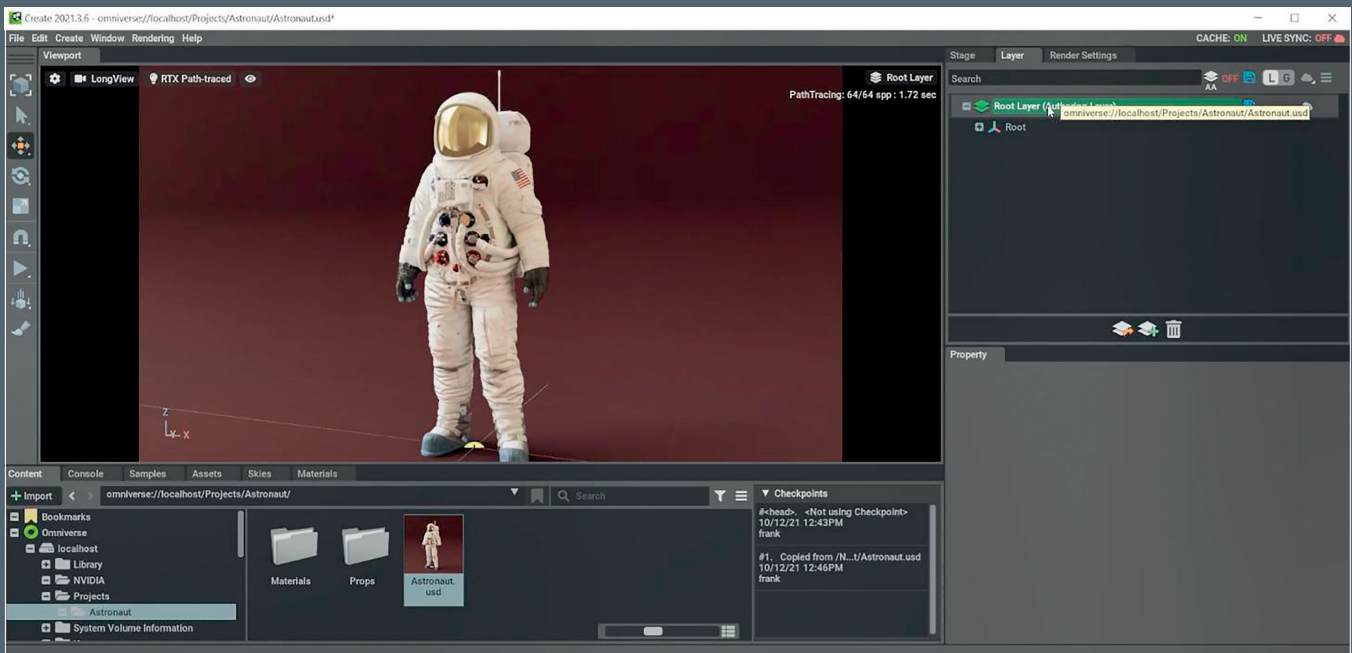 Create 2021.3.6 - omniverse://localhost/Projects/Astronaut/Astronaut.usd*
File Edit Create Window Rendering Help
CACHE: ON LIVE SYNC: OFF
Viewport
Stage Layer Render Settings
LongView RTX Path-traced
Root Layer
PathTracing: 64/64 spp : 1.72 sec
Search
OFF L G
AA
Root Layer (Authoring Layer)
omniverse://localhost/Projects/Astronaut/Astronaut.usd
Root
Property
Z
Y X
Content Console Samples Assets Skies Materials
Import omniverse://localhost/Projects/Astronaut/ Search
Bookmarks
Omniverse
localhost
Library
NVIDIA
Projects
Astronaut
System Volume Information
Materials
Props
Astronaut.
usd
Checkpoints
#<head>. <Not using Checkpoint>
10/12/21 12:43PM
frank
#1. Copied from /N...t/Astronaut.usd
10/12/21 12:46PM
frank